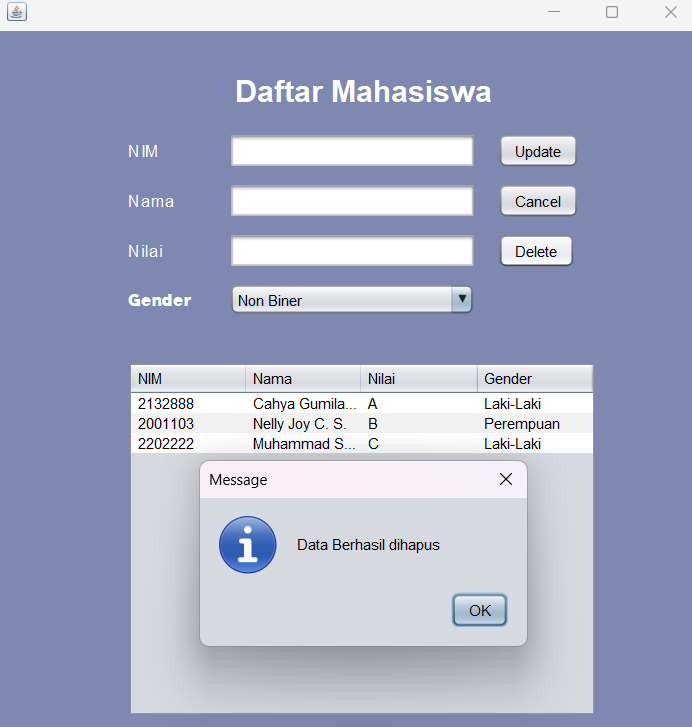 Daftar Mahasiswa
NIM Update
Nama Cancel
Nilai Delete
Gender Non Biner
NIM Nama Nilai Gender
2132888 Cahya Gumila... A Laki-Laki
2001103 Nelly Joy C. S. B Perempuan
2202222 Muhammad S... C Laki-Laki
Message
Data Berhasil dihapus
OK